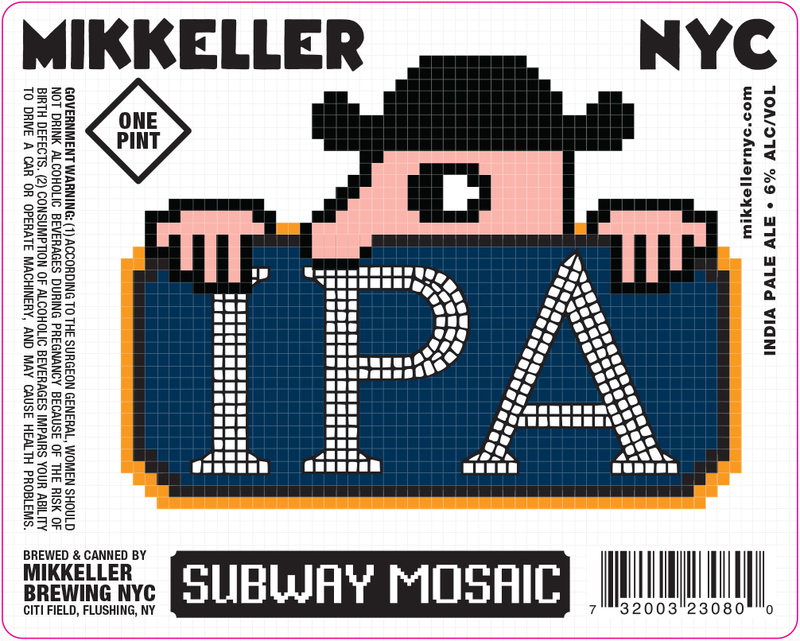 MIKKELLER NYC
ONE
PINT
GOVERNMENT WARNING: (1) ACCORDING TO THE SURGEON GENERAL, WOMEN SHOULD
NOT DRINK ALCOHOLIC BEVERAGES DURING PREGNANCY BECAUSE OF THE RISK OF
BIRTH DEFECTS. (2) CONSUMPTION OF ALCOHOLIC BEVERAGES IMPAIRS YOUR ABILITY
TO DRIVE A CAR OR OPERATE MACHINERY, AND MAY CAUSE HEALTH PROBLEMS.
mikkellernyc.com
INDIA PALE ALE • 6% ALC/VOL
IPA
BREWED & CANNED BY
MIKKELLER
BREWING NYC
CITI FIELD, FLUSHING, NY
SUBWAY MOSAIC
7 32003 23080 0